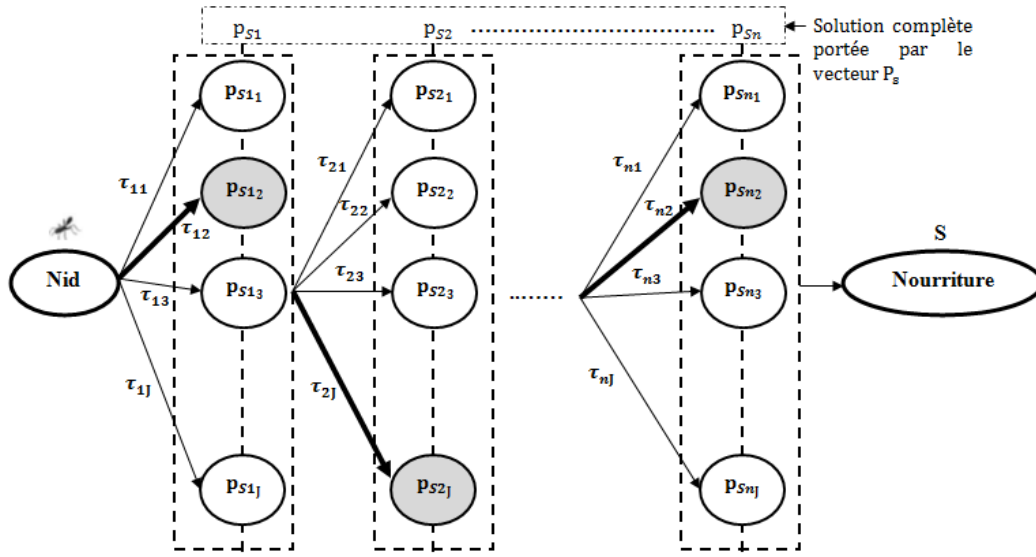 p_{S1} p_{S2} ................................. p_{Sn}
Solution complète
portée par le
vecteur P_s
p_{S1_1} p_{S2_1} p_{Sn_1}
τ_{11} τ_{21} τ_{n1}
p_{S1_2} p_{S2_2} p_{Sn_2}
τ_{12} τ_{22} τ_{n2}
S
Nid p_{S1_3} p_{S2_3} ........ p_{Sn_3} Nourriture
τ_{13} τ_{23} τ_{n3}
τ_{1J} τ_{2J} τ_{nJ}
p_{S1_J} p_{S2_J} p_{Sn_J}